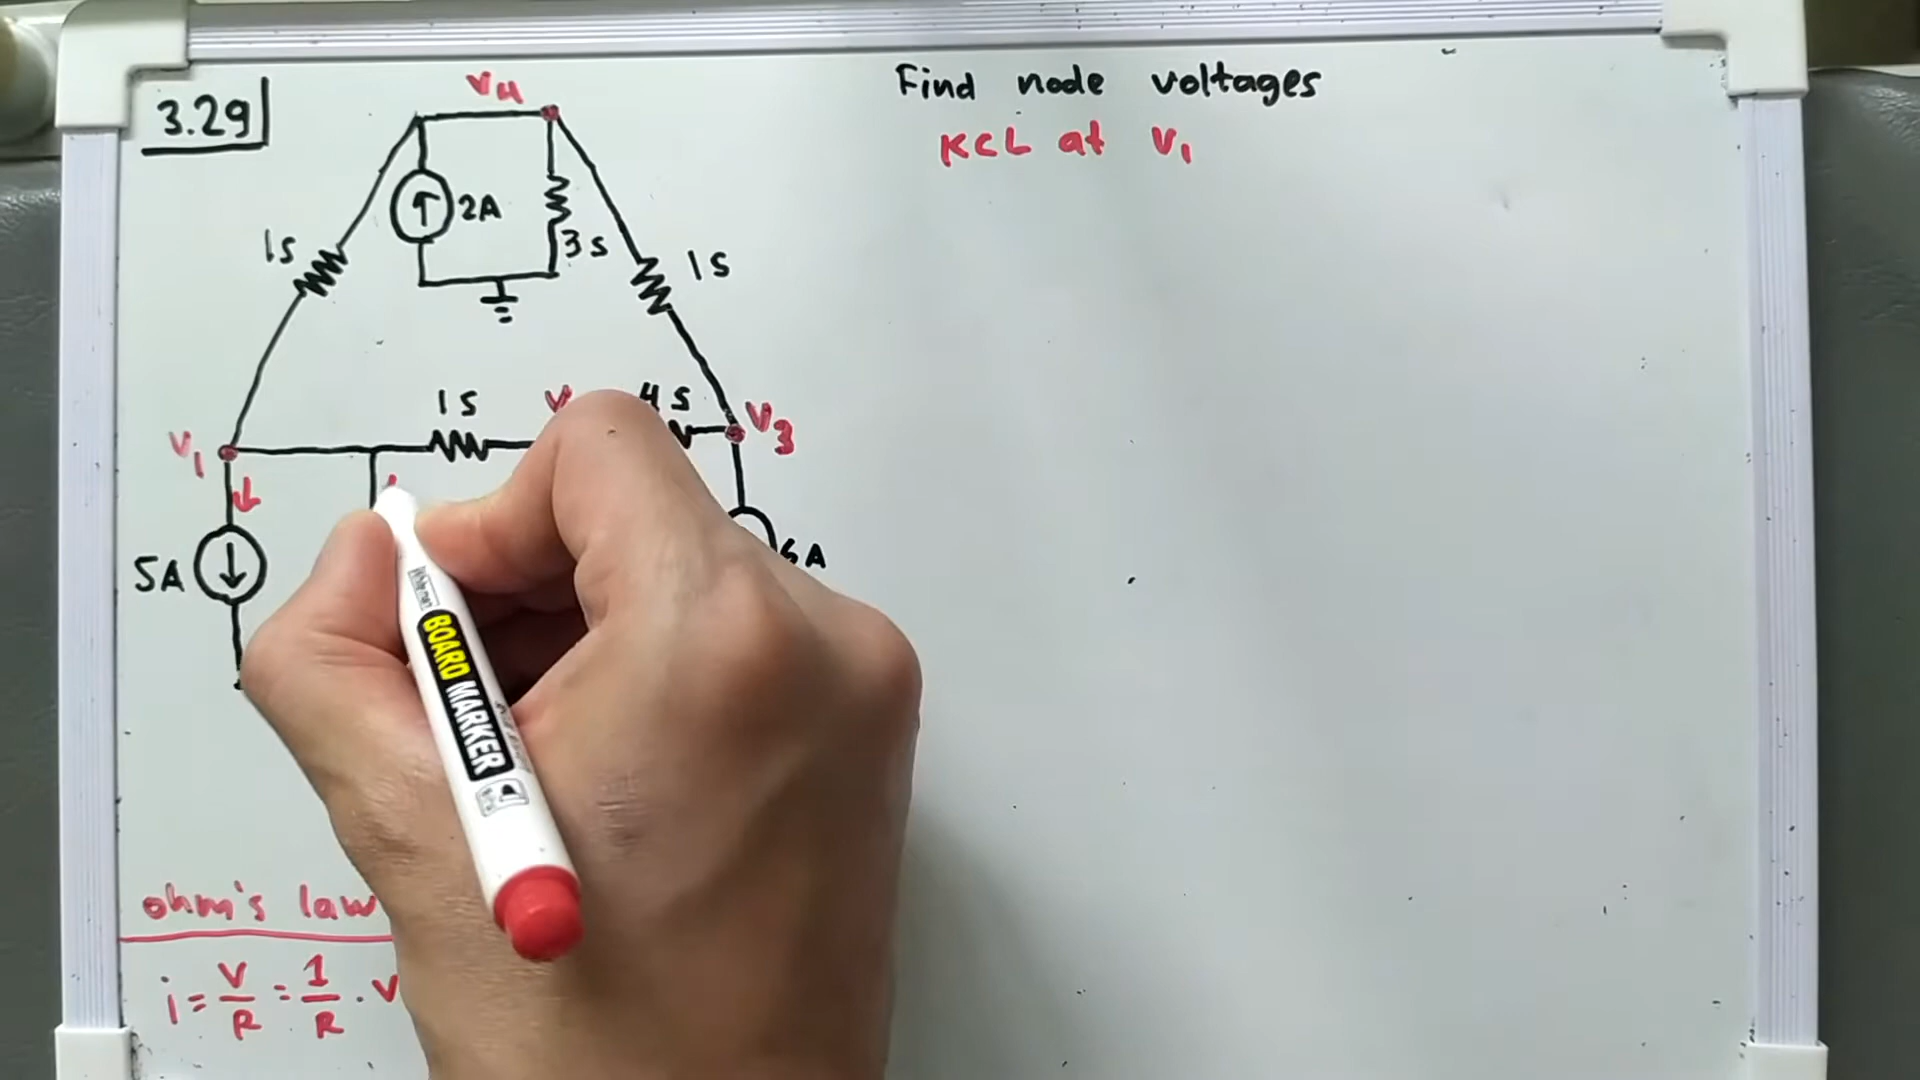 3.29
Find node voltages
KCL at V1
V4
2A
3S
1S
1S
1S
V
4S
V1
V3
5A
6A
Whiteman
BOARD MARKER
ohm's law
i = V/R = 1/R . V